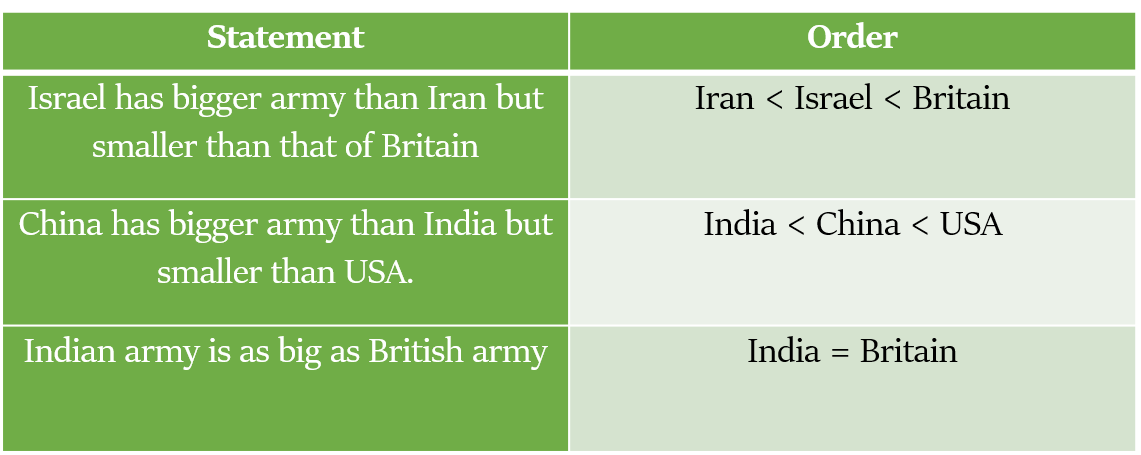 Statement
Order
Israel has bigger army than Iran but
smaller than that of Britain
Iran < Israel < Britain
China has bigger army than India but
smaller than USA.
India < China < USA
Indian army is as big as British army
India = Britain